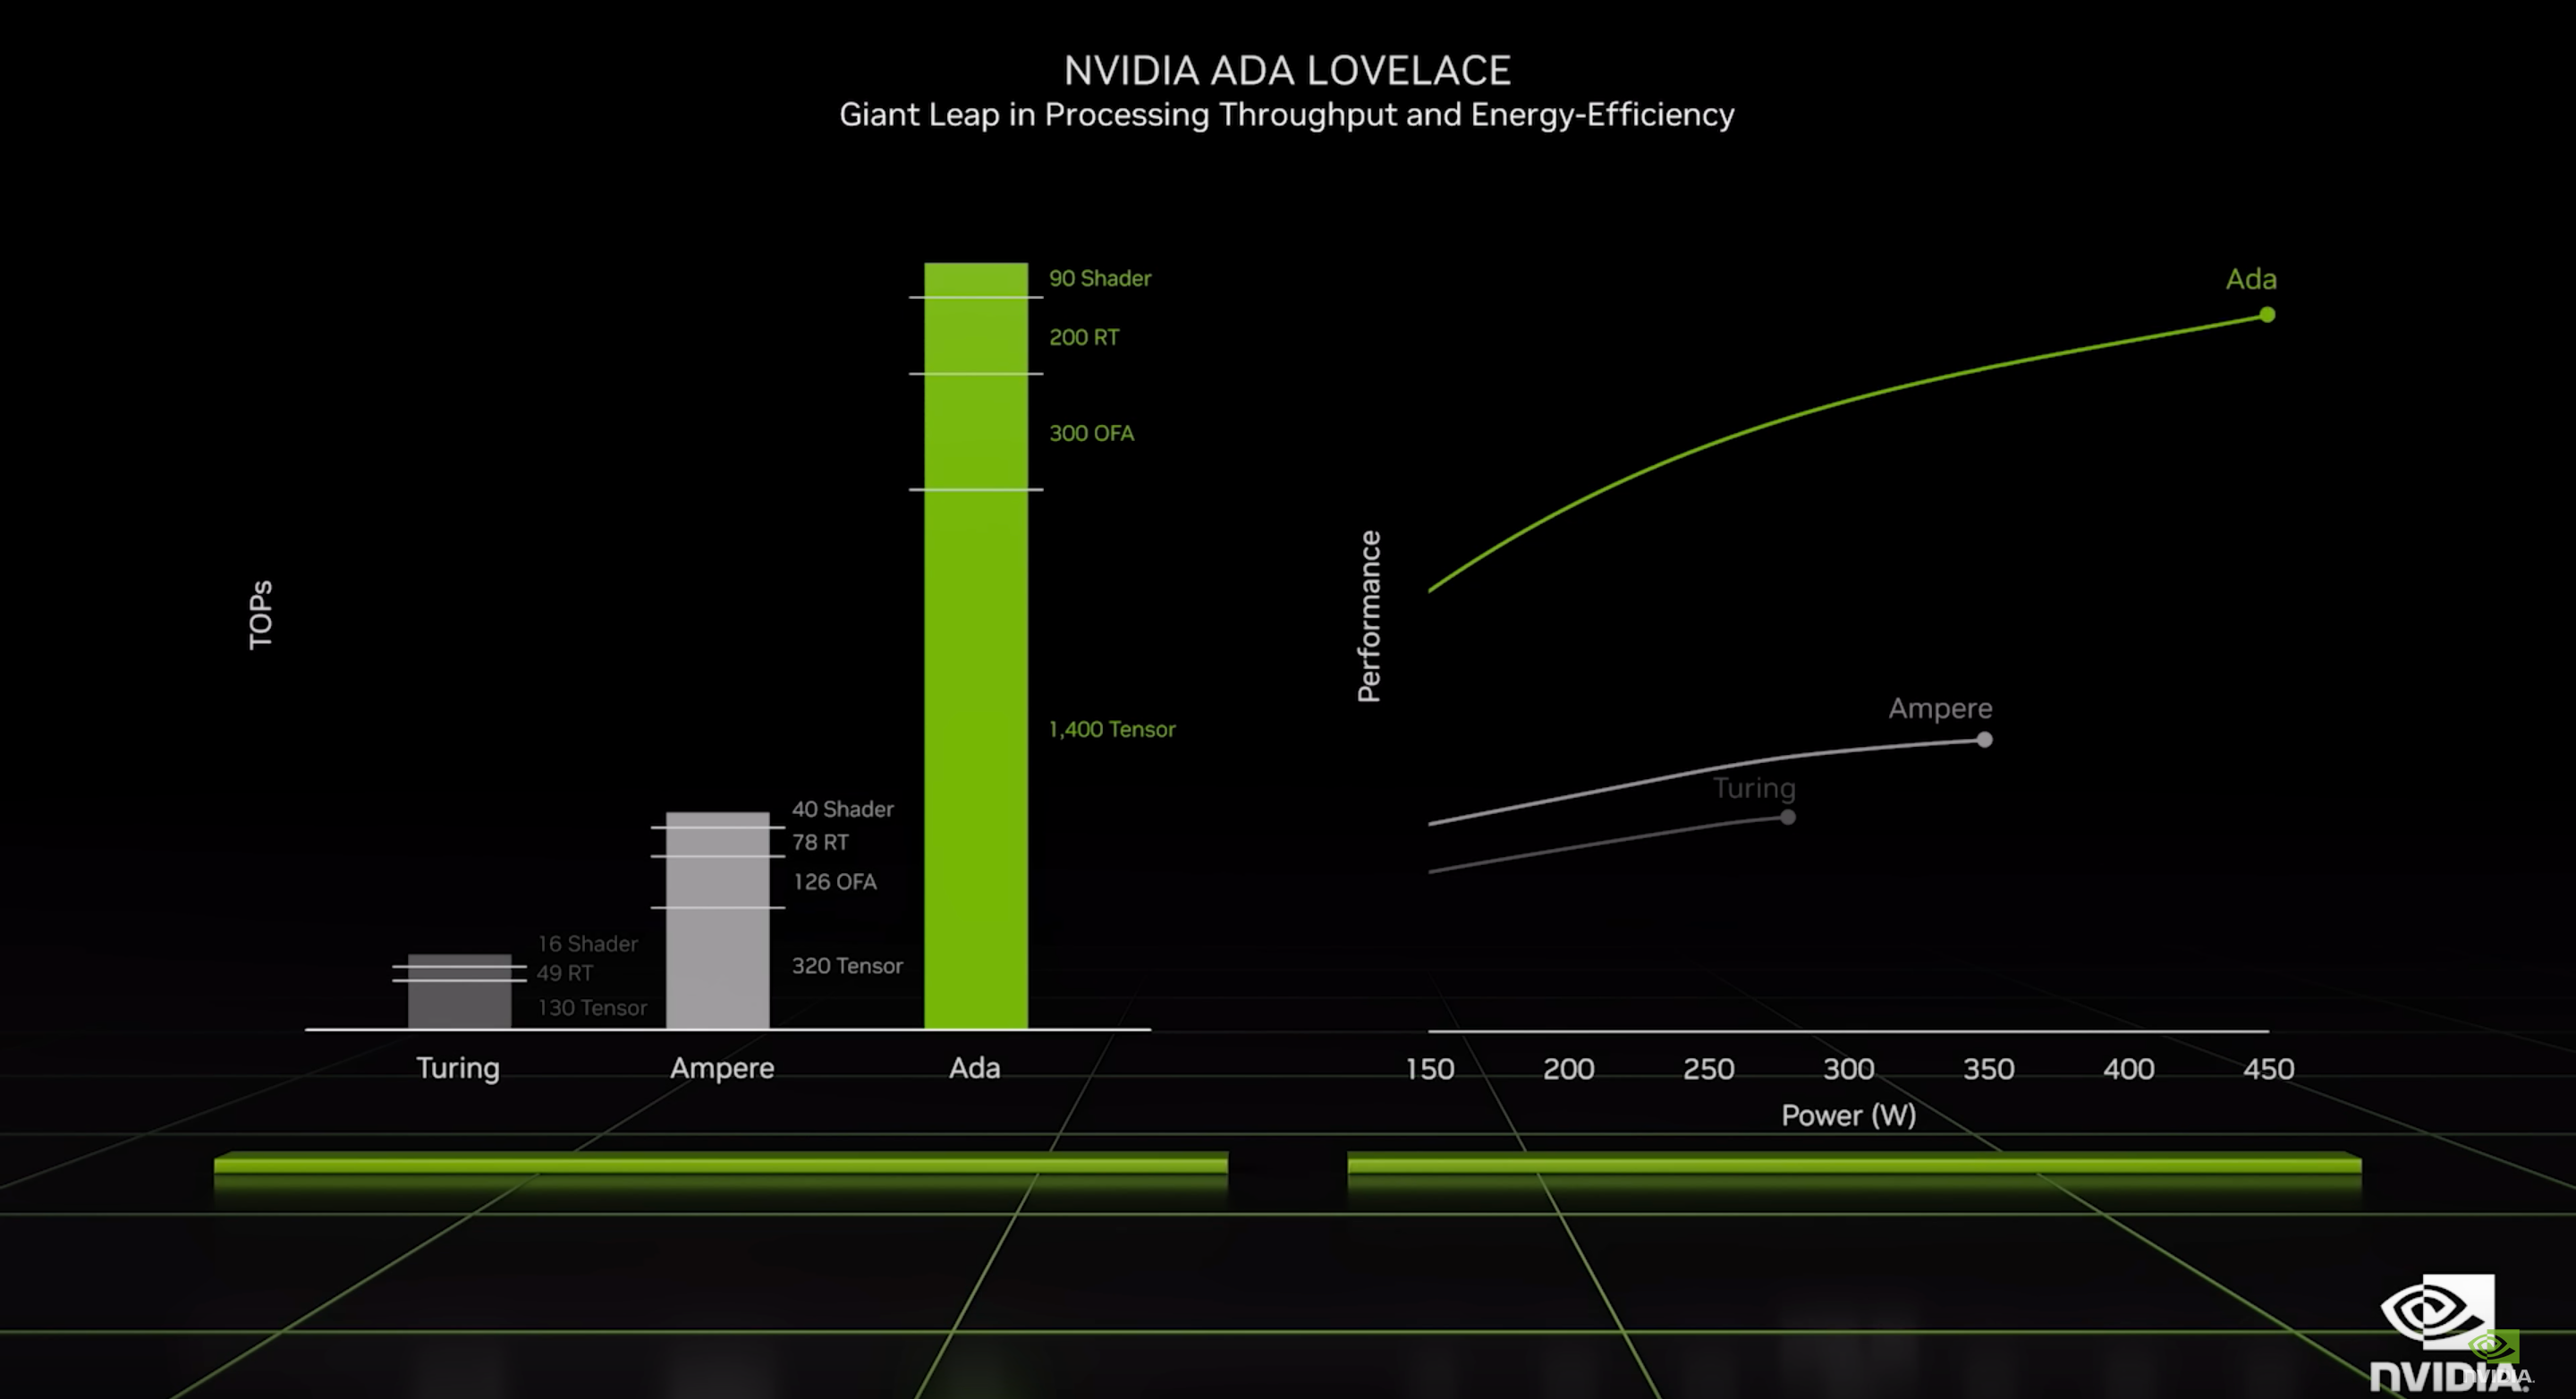 NVIDIA ADA LOVELACE
Giant Leap in Processing Throughput and Energy-Efficiency
TOPs
16 Shader
49 RT
130 Tensor
Turing
40 Shader
78 RT
126 OFA
320 Tensor
Ampere
90 Shader
200 RT
300 OFA
1,400 Tensor
Ada
Performance
Ada
Ampere
Turing
150 200 250 300 350 400 450
Power (W)
NVIDIA.
NVIDIA.